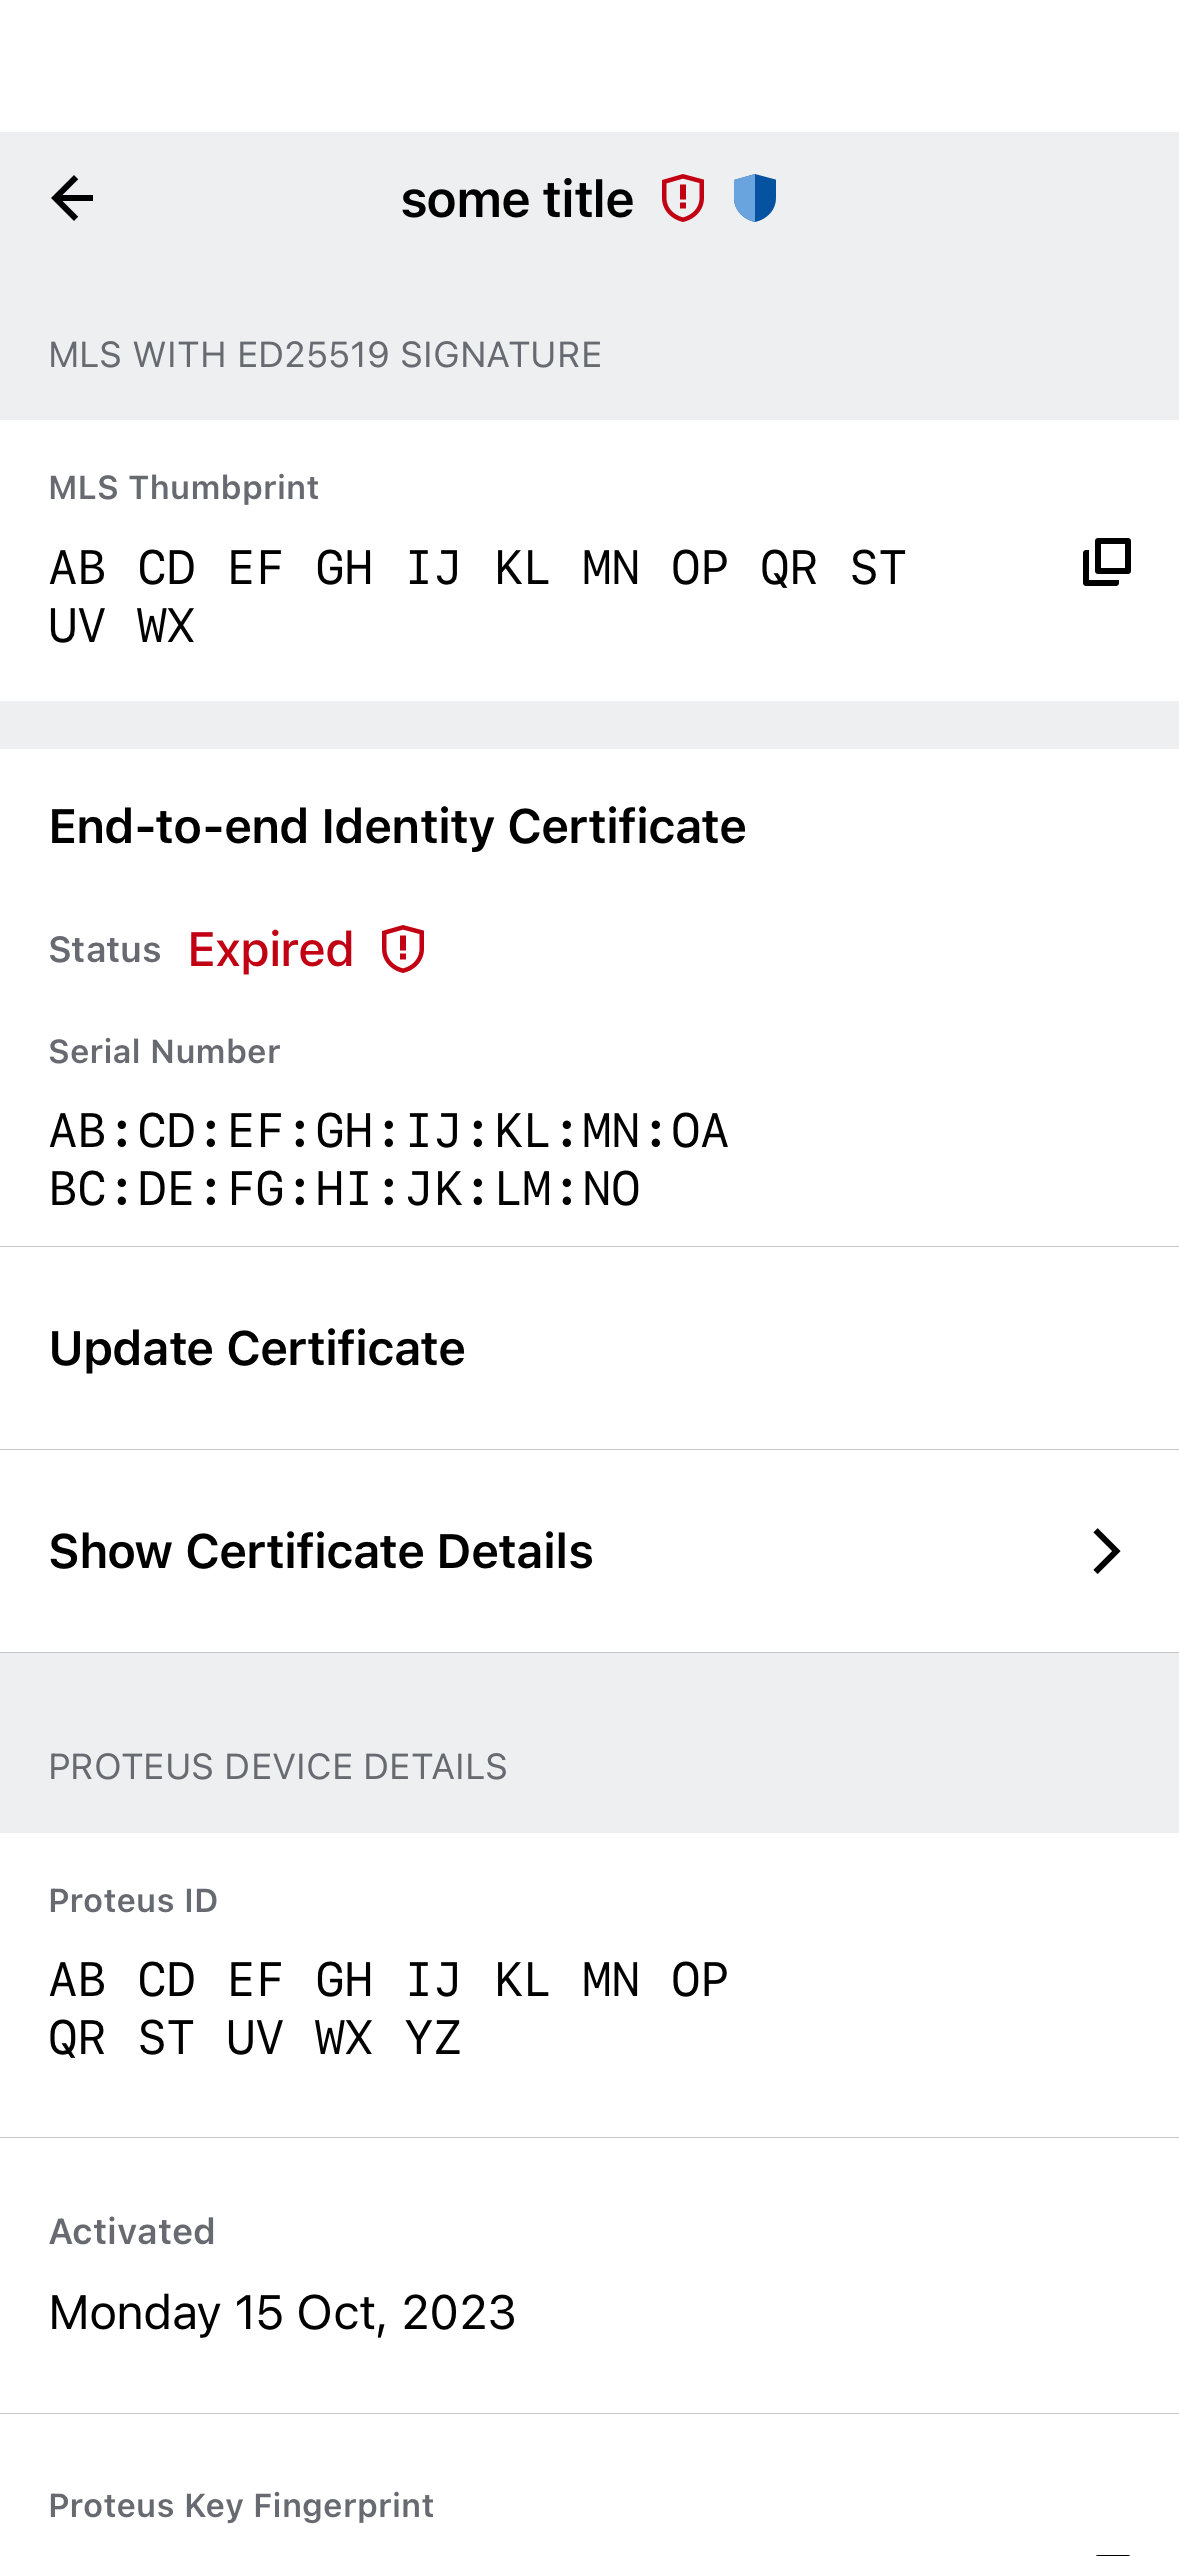 some title
MLS WITH ED25519 SIGNATURE
MLS Thumbprint
AB CD EF GH IJ KL MN OP QR ST
UV WX
End-to-end Identity Certificate
Status Expired
Serial Number
AB:CD:EF:GH:IJ:KL:MN:OA
BC:DE:FG:HI:JK:LM:NO
Update Certificate
Show Certificate Details
PROTEUS DEVICE DETAILS
Proteus ID
AB CD EF GH IJ KL MN OP
QR ST UV WX YZ
Activated
Monday 15 Oct, 2023
Proteus Key Fingerprint